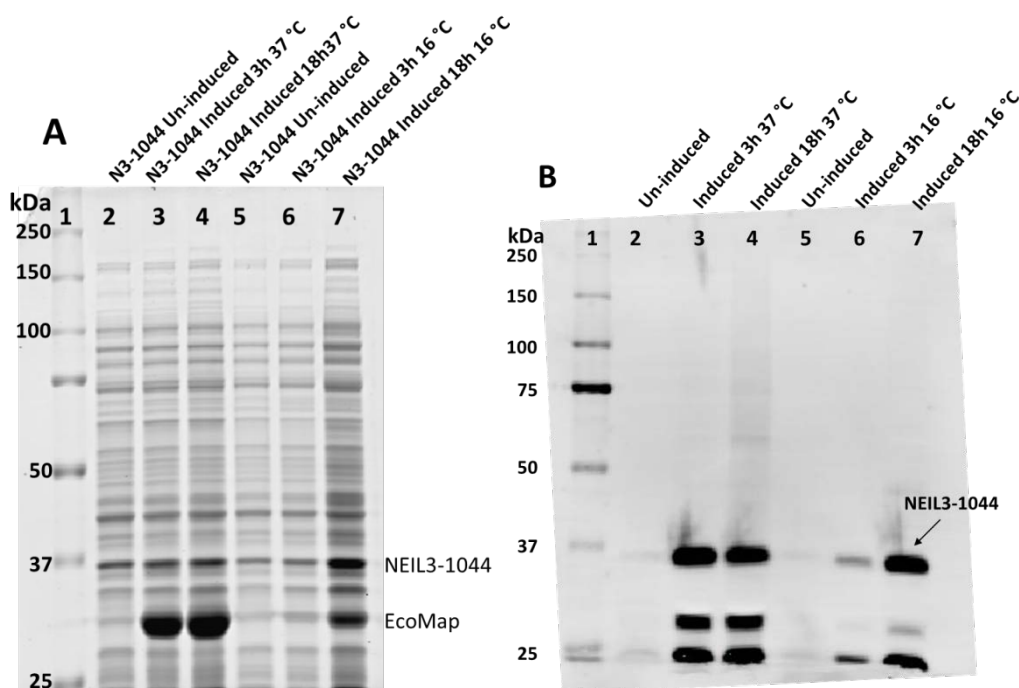 A
N3-1044 Un-induced
N3-1044 Induced 3h 37 °C
N3-1044 Induced 18h37 °C
N3-1044 Un-induced
N3-1044 Induced 3h 16 °C
N3-1044 Induced 18h 16 °C
kDa
1 2 3 4 5 6 7
250
150
100
50
37
25
NEIL3-1044
EcoMap
B
Un-induced
Induced 3h 37 °C
Induced 18h 37 °C
Un-induced
Induced 3h 16 °C
Induced 18h 16 °C
kDa
1 2 3 4 5 6 7
250
150
100
75
50
37
25
NEIL3-1044